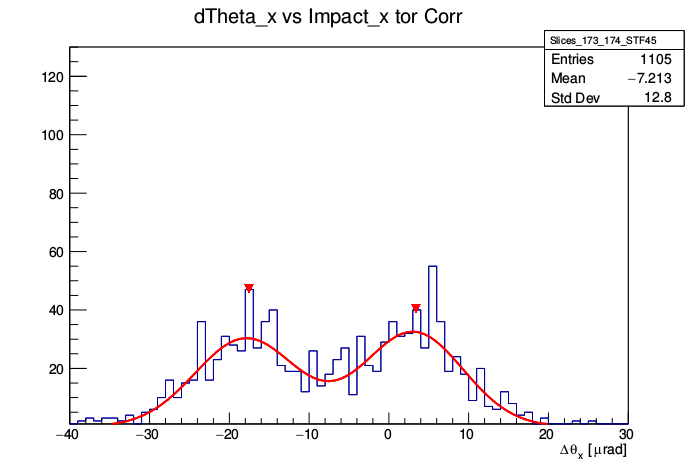 dTheta_x vs Impact_x tor Corr
Slices_173_174_STF45
Entries 1105
Mean −7.213
Std Dev 12.8
120
100
80
60
40
20
−40 −30 −20 −10 0 10 20 30
Δθx [μrad]